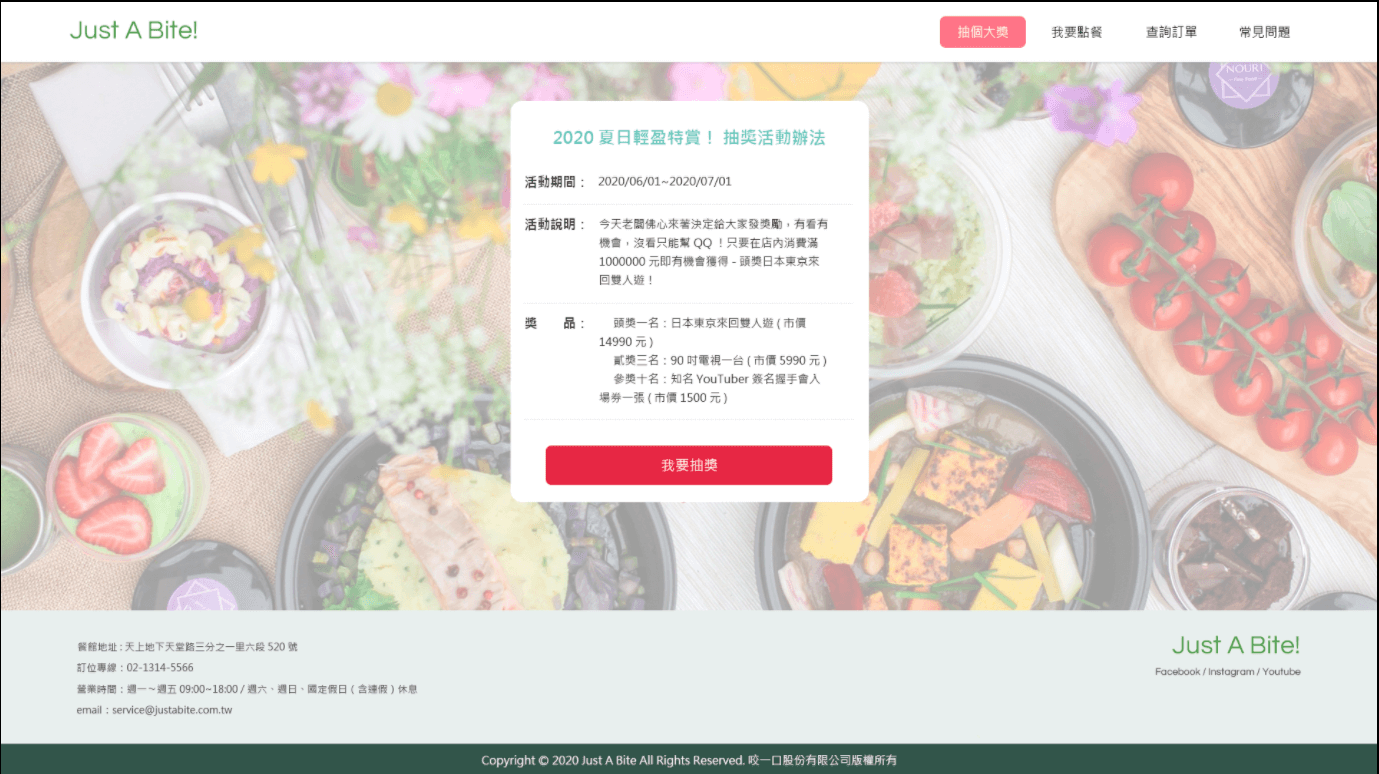 Just A Bite!
抽個大獎 我要點餐 查詢訂單 常見問題
NOURI
2020 夏日輕盈特賞！ 抽獎活動辦法
活動期間： 2020/06/01~2020/07/01
活動說明： 今天老闆佛心來著決定給大家發獎勵，有看有
機會，沒看只能幫 QQ ！只要在店內消費滿
1000000 元即有機會獲得 - 頭獎日本東京來
回雙人遊！
獎 品： 頭獎一名：日本東京來回雙人遊 ( 市價
14990 元 )
貳獎三名：90 吋電視一台 ( 市價 5990 元 )
參獎十名：知名 YouTuber 簽名握手會入
場券一張 ( 市價 1500 元 )
我要抽獎
餐館地址 : 天上地下天堂路三分之一里六段 520 號
訂位專線：02-1314-5566
營業時間：週一～週五 09:00~18:00 / 週六、週日、國定假日 ( 含連假 ) 休息
email：service@justabite.com.tw
Just A Bite!
Facebook / Instagram / Youtube
Copyright © 2020 Just A Bite All Rights Reserved. 咬一口股份有限公司版權所有